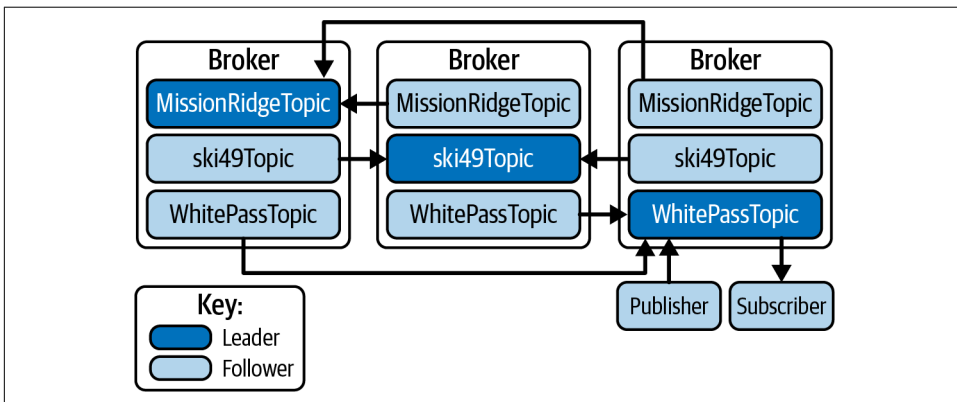 Broker
MissionRidgeTopic
ski49Topic
WhitePassTopic
Broker
MissionRidgeTopic
ski49Topic
WhitePassTopic
Broker
MissionRidgeTopic
ski49Topic
WhitePassTopic
Publisher
Subscriber
Key:
Leader
Follower